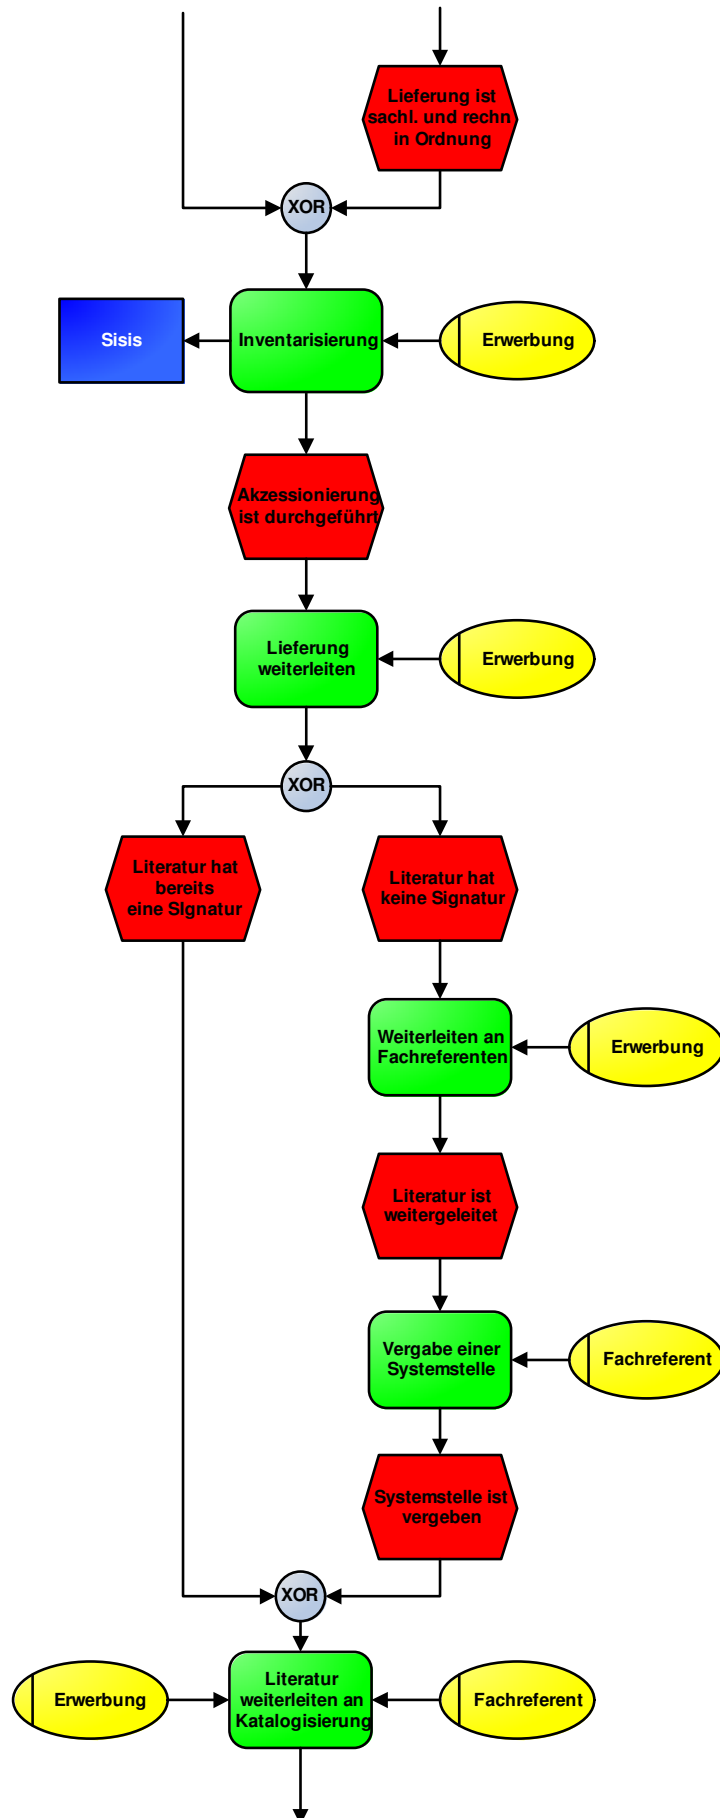 Lieferung ist
sachl. und rechn
in Ordnung
XOR
Sisis
Inventarisierung
Erwerbung
Akzessionierung
ist durchgeführt
Lieferung
weiterleiten
Erwerbung
XOR
Literatur hat
bereits
eine SIgnatur
Literatur hat
keine Signatur
Weiterleiten an
Fachreferenten
Erwerbung
Literatur ist
weitergeleitet
Vergabe einer
Systemstelle
Fachreferent
Systemstelle ist
vergeben
XOR
Erwerbung
Literatur
weiterleiten an
Katalogisierung
Fachreferent